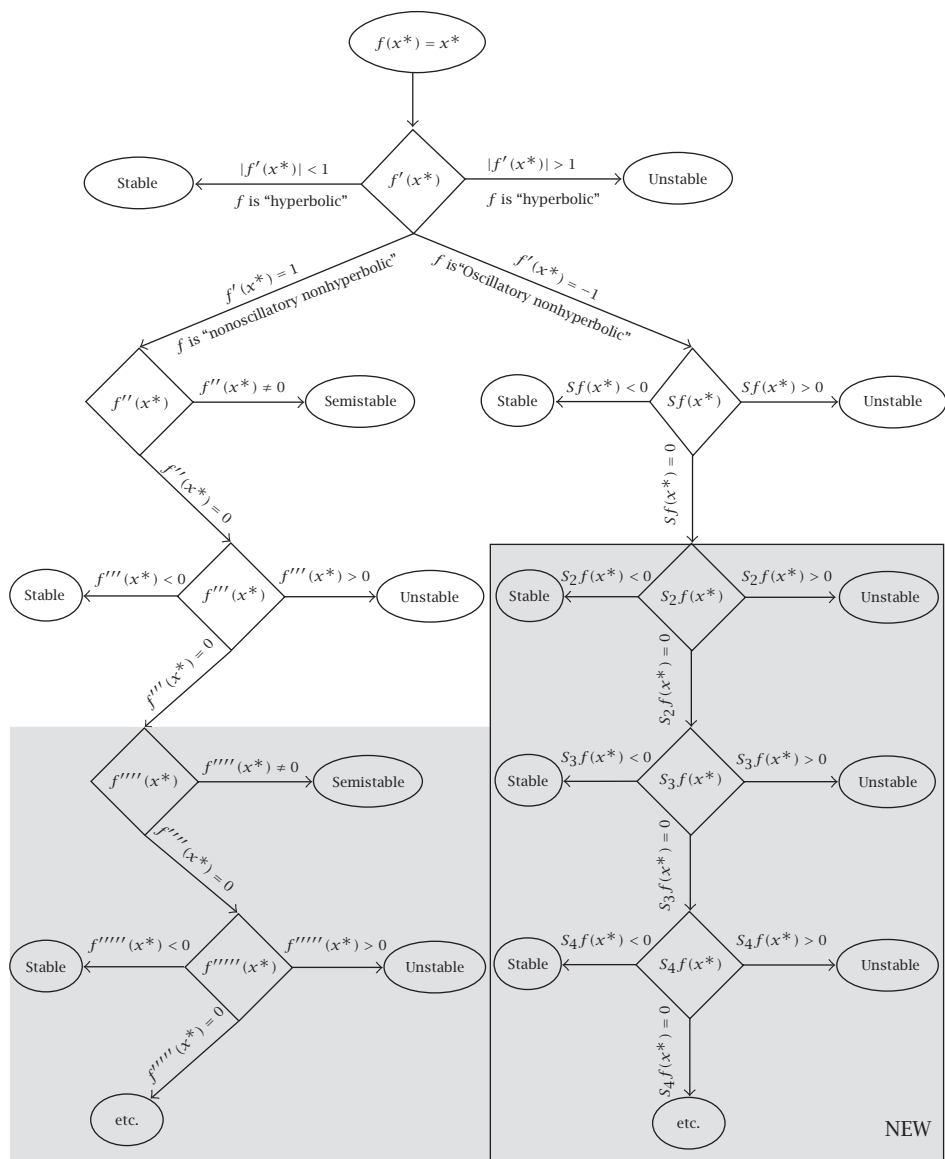 f(x*) = x*
|f'(x*)| < 1
|f'(x*)| > 1
Stable
f'(x*)
Unstable
f is “hyperbolic”
f is “hyperbolic”
f'(x*) = 1
f is “nonoscillatory nonhyperbolic”
f'(x*) = −1
f is “Oscillatory nonhyperbolic”
f''(x*)
f''(x*) ≠ 0
Semistable
Stable
Sf(x*) < 0
Sf(x*)
Sf(x*) > 0
Unstable
f''(x*) = 0
Sf(x*) = 0
Stable
f'''(x*) < 0
f'''(x*)
f'''(x*) > 0
Unstable
Stable
S2f(x*) < 0
S2f(x*)
S2f(x*) > 0
Unstable
f'''(x*) = 0
S2f(x*) = 0
f''''(x*)
f''''(x*) ≠ 0
Semistable
Stable
S3f(x*) < 0
S3f(x*)
S3f(x*) > 0
Unstable
f''''(x*) = 0
S3f(x*) = 0
Stable
f'''''(x*) < 0
f'''''(x*)
f'''''(x*) > 0
Unstable
Stable
S4f(x*) < 0
S4f(x*)
S4f(x*) > 0
Unstable
f'''''(x*) = 0
S4f(x*) = 0
etc.
etc.
NEW